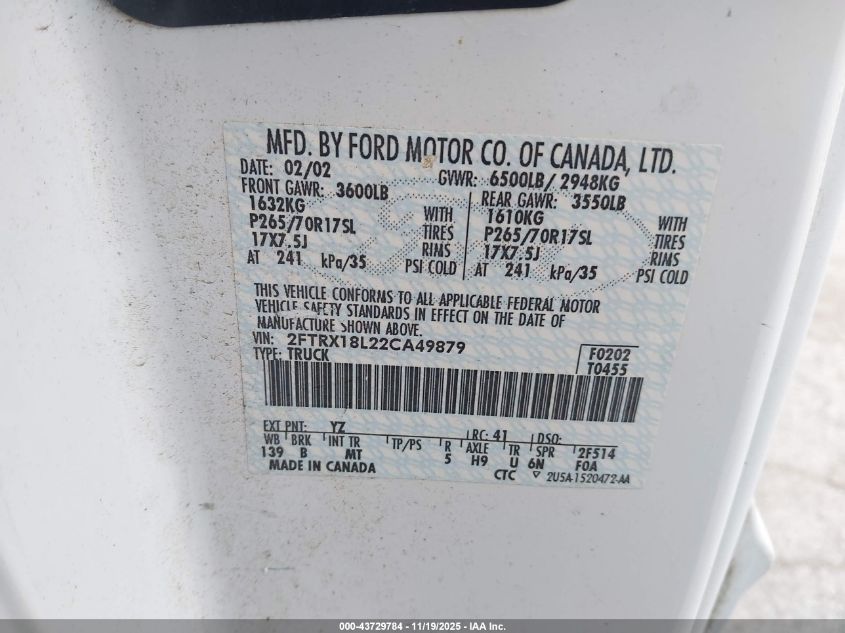 MFD. BY FORD MOTOR CO. OF CANADA, LTD.
DATE: 02/02 GVWR: 6500LB/ 2948KG
FRONT GAWR: 3600LB REAR GAWR: 3550LB
1632KG WITH 1610KG WITH
P265/70R17SL TIRES P265/70R17SL TIRES
17X7.5J RIMS 17X7.5J RIMS
AT 241 kPa/35 PSI COLD AT 241 kPa/35 PSI COLD
THIS VEHICLE CONFORMS TO ALL APPLICABLE FEDERAL MOTOR
VEHICLE SAFETY STANDARDS IN EFFECT ON THE DATE OF
MANUFACTURE SHOWN ABOVE.
VIN: 2FTRX18L22CA49879 F0202
TYPE: TRUCK T0455
EXT PNT: YZ RC: 41 DSO:
WB BRK INT TR TP/PS R AXLE TR SPR 2F514
139 B MT 5 H9 U 6N F0A
MADE IN CANADA CTC ▽ 2U5A-1520472-AA
000-43729784 - 11/19/2025 - IAA Inc.